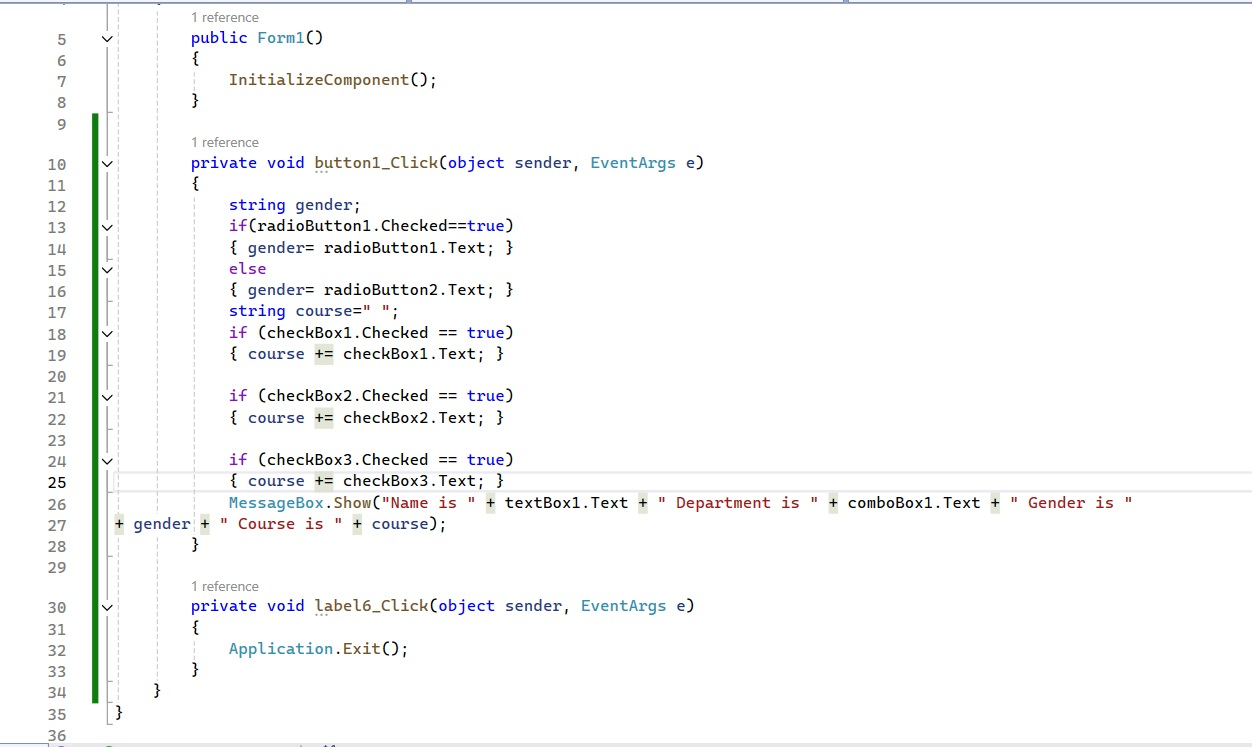 1 reference
5 public Form1()
6 {
7 InitializeComponent();
8 }
9
1 reference
10 private void button1_Click(object sender, EventArgs e)
11 {
12 string gender;
13 if(radioButton1.Checked==true)
14 { gender= radioButton1.Text; }
15 else
16 { gender= radioButton2.Text; }
17 string course=" ";
18 if (checkBox1.Checked == true)
19 { course += checkBox1.Text; }
20
21 if (checkBox2.Checked == true)
22 { course += checkBox2.Text; }
23
24 if (checkBox3.Checked == true)
25 { course += checkBox3.Text; }
26 MessageBox.Show("Name is " + textBox1.Text + " Department is " + comboBox1.Text + " Gender is "
27 + gender + " Course is " + course);
28 }
29
1 reference
30 private void label6_Click(object sender, EventArgs e)
31 {
32 Application.Exit();
33 }
34 }
35 }
36